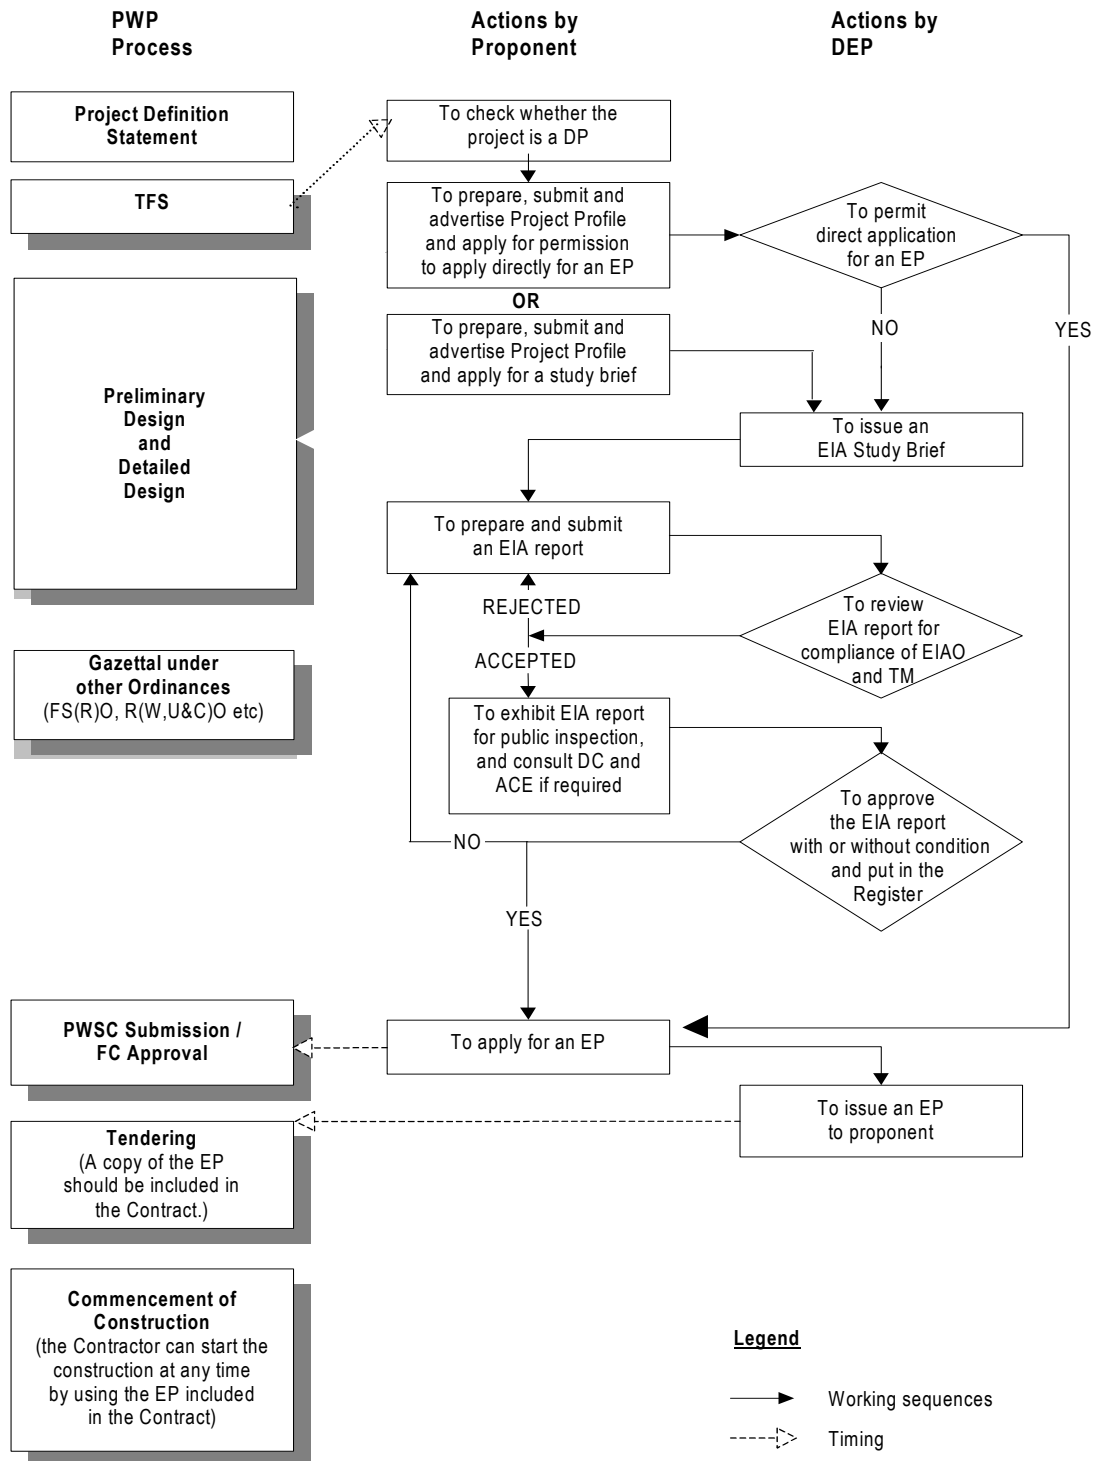 PWP
Process
Actions by
Proponent
Actions by
DEP
Project Definition
Statement
To check whether the
project is a DP
TFS
To prepare, submit and
advertise Project Profile
and apply for permission
to apply directly for an EP
To permit
direct application
for an EP
OR
NO
YES
To prepare, submit and
advertise Project Profile
and apply for a study brief
Preliminary
Design
and
Detailed
Design
To issue an
EIA Study Brief
To prepare and submit
an EIA report
REJECTED
To review
EIA report for
compliance of EIAO
and TM
ACCEPTED
Gazettal under
other Ordinances
(FS(R)O, R(W,U&C)O etc)
To exhibit EIA report
for public inspection,
and consult DC and
ACE if required
To approve
the EIA report
with or without condition
and put in the
Register
NO
YES
PWSC Submission /
FC Approval
To apply for an EP
To issue an EP
to proponent
Tendering
(A copy of the EP
should be included in
the Contract.)
Commencement of
Construction
(the Contractor can start the
construction at any time
by using the EP included
in the Contract)
Legend
Working sequences
Timing